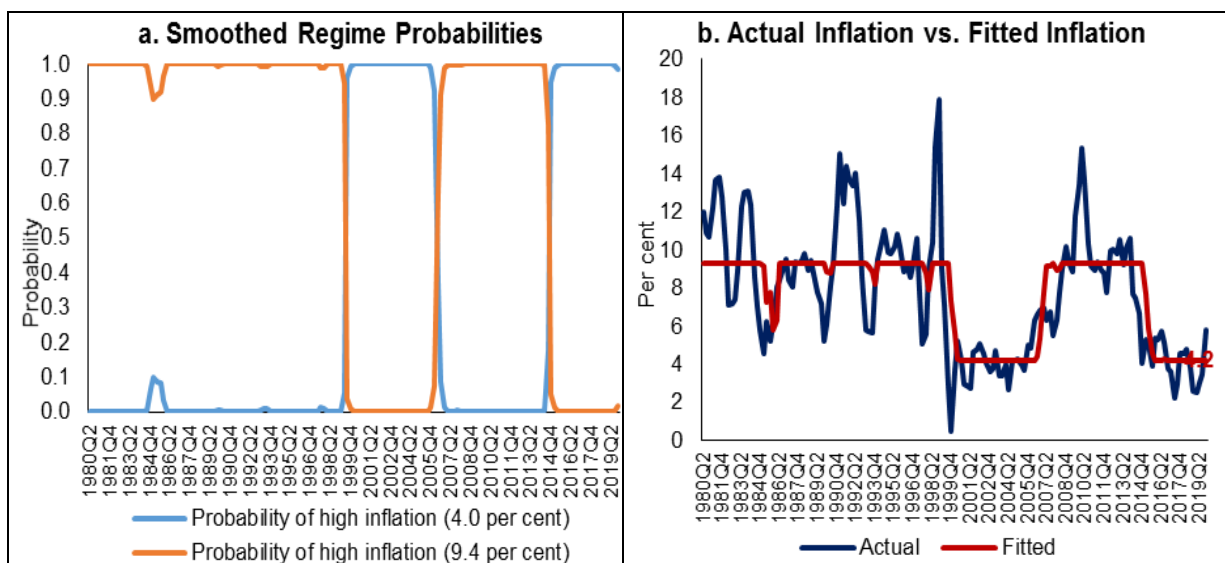 a. Smoothed Regime Probabilities
1.0
0.9
0.8
0.7
0.6
0.5
0.4
0.3
0.2
0.1
0.0
Probability
1980Q2
1981Q4
1983Q2
1984Q4
1986Q2
1987Q4
1989Q2
1990Q4
1992Q2
1993Q4
1995Q2
1996Q4
1998Q2
1999Q4
2001Q2
2002Q4
2004Q2
2005Q4
2007Q2
2008Q4
2010Q2
2011Q4
2013Q2
2014Q4
2016Q2
2017Q4
2019Q2
Probability of high inflation (4.0 per cent)
Probability of high inflation (9.4 per cent)
b. Actual Inflation vs. Fitted Inflation
20
18
16
14
12
10
8
6
4
2
0
Per cent
4.2
1980Q2
1981Q4
1983Q2
1984Q4
1986Q2
1987Q4
1989Q2
1990Q4
1992Q2
1993Q4
1995Q2
1996Q4
1998Q2
1999Q4
2001Q2
2002Q4
2004Q2
2005Q4
2007Q2
2008Q4
2010Q2
2011Q4
2013Q2
2014Q4
2016Q2
2017Q4
2019Q2
Actual
Fitted